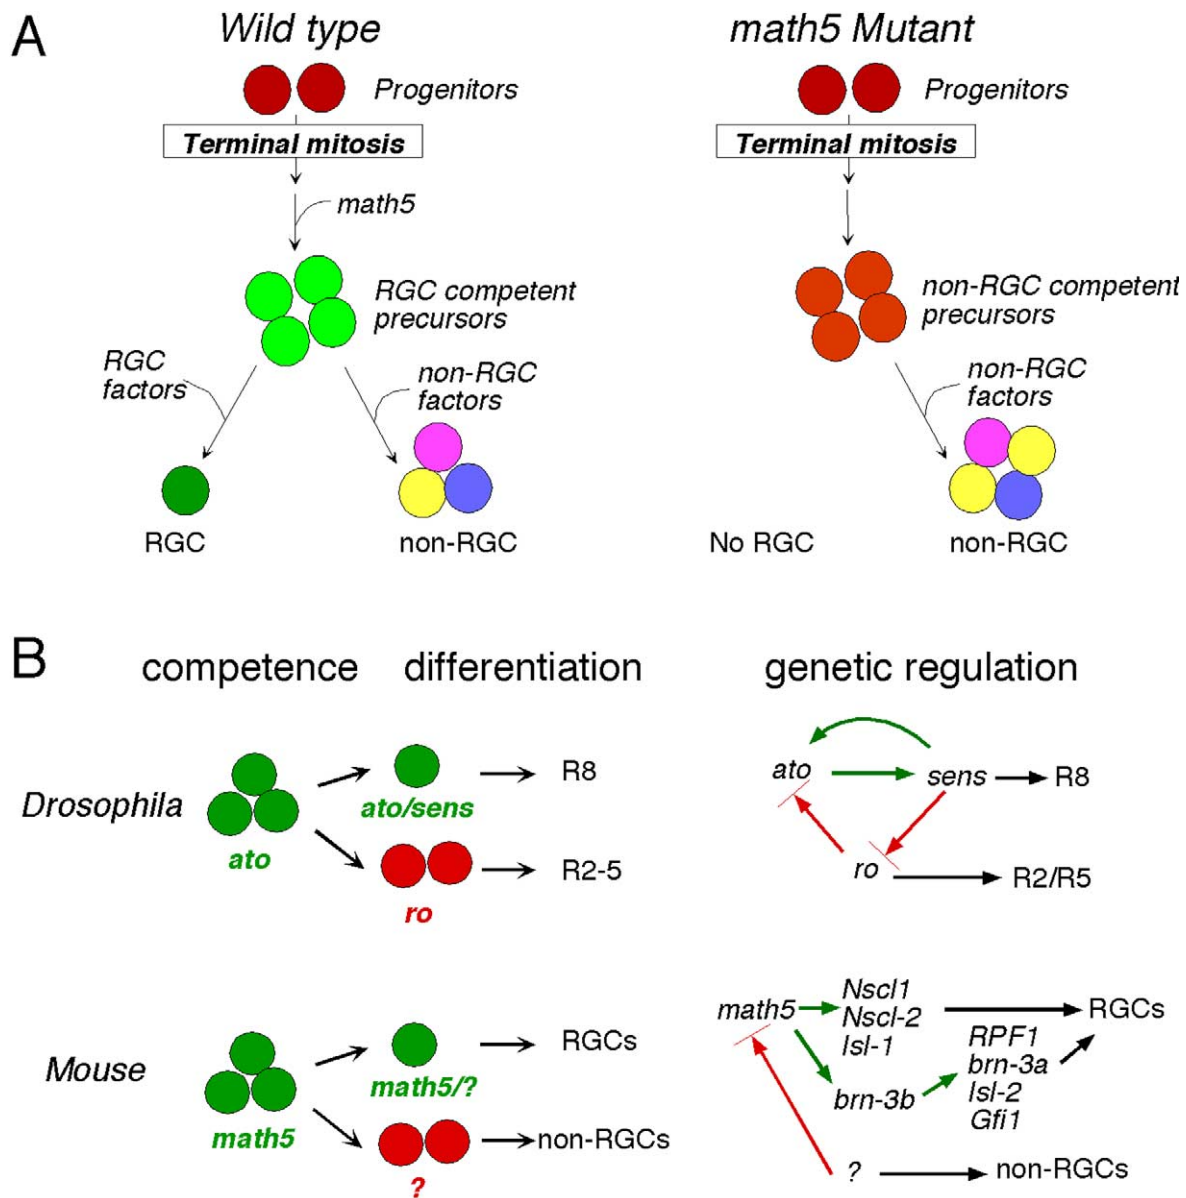 A
Wild type
math5 Mutant
Progenitors
Progenitors
Terminal mitosis
Terminal mitosis
math5
RGC competent
precursors
non-RGC competent
precursors
RGC
factors
non-RGC
factors
non-RGC
factors
RGC
non-RGC
No RGC
non-RGC
B
competence
differentiation
genetic regulation
Drosophila
ato
ato/sens
R8
ro
R2-5
ato
sens
R8
ro
R2/R5
Mouse
math5
math5/?
RGCs
?
non-RGCs
math5
Nscl1
Nscl-2
Isl-1
RGCs
brn-3b
RPF1
brn-3a
Isl-2
Gfi1
?
non-RGCs